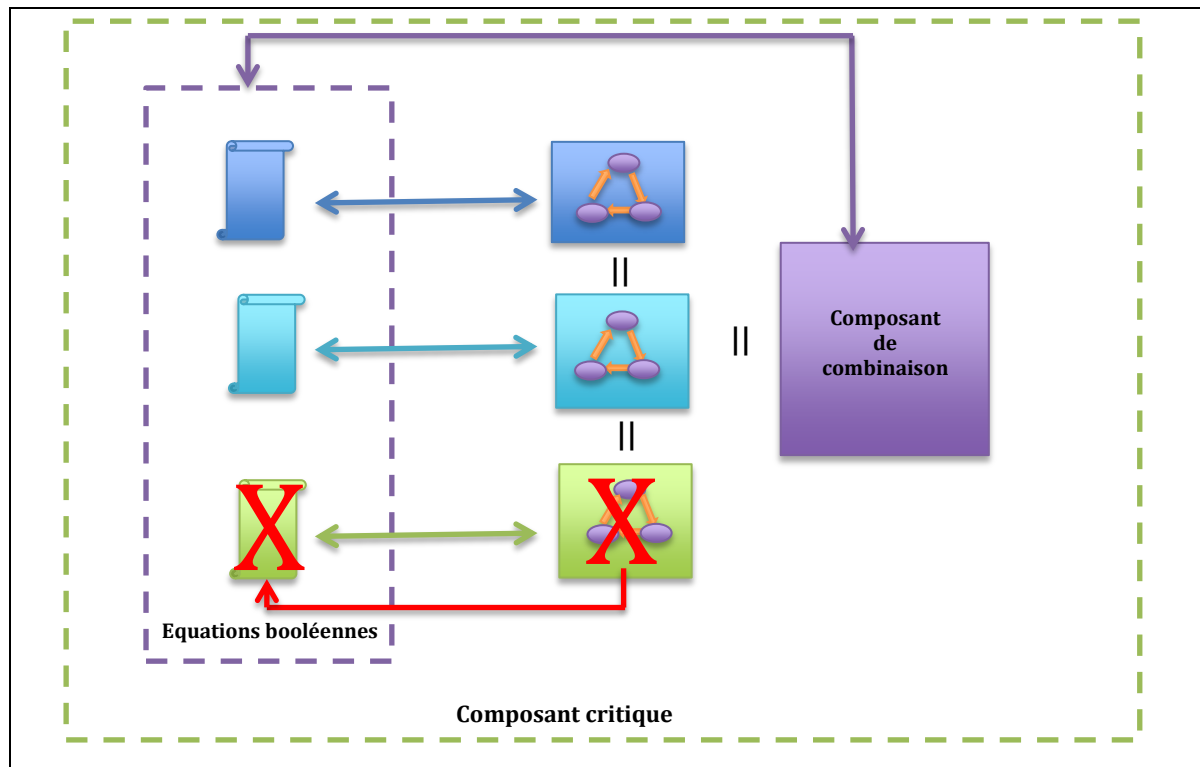 ||
Composant
de
combinaison
||
||
X
X
Equations booléennes
Composant critique